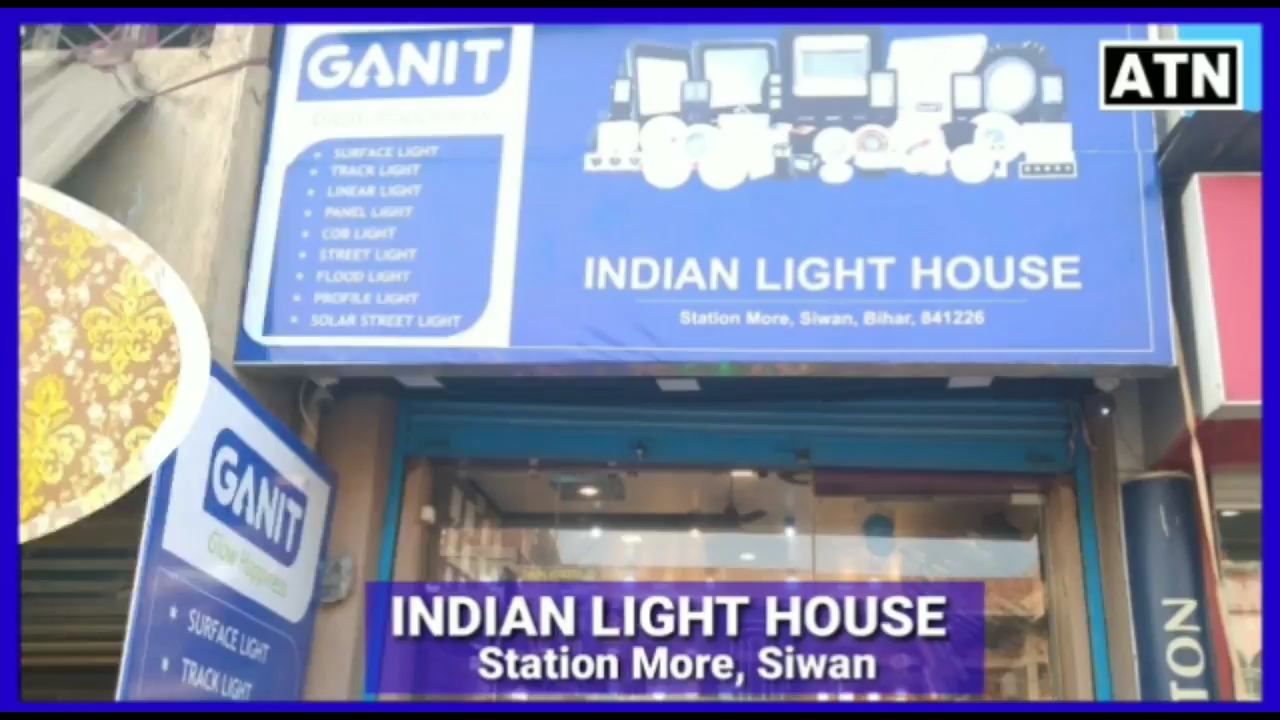 GANIT
SURFACE LIGHT
TRACK LIGHT
LINEAR LIGHT
PANEL LIGHT
COB LIGHT
STREET LIGHT
FLOOD LIGHT
PROFILE LIGHT
SOLAR STREET LIGHT
INDIAN LIGHT HOUSE
Station More, Siwan, Bihar, 841226
ATN
GANIT
Glow Happiness
SURFACE LIGHT
TRACK LIGHT
TON
INDIAN LIGHT HOUSE
Station More, Siwan